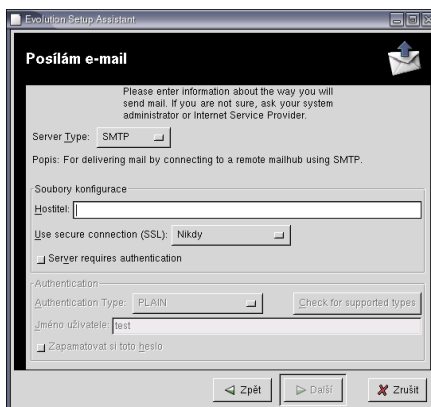 Evolution Setup Assistant
Posílám e-mail
Please enter information about the way you will
send mail. If you are not sure, ask your system
administrator or Internet Service Provider.
Server Type: SMTP
Popis: For delivering mail by connecting to a remote mailhub using SMTP.
Soubory konfigurace
Hostitel:
Use secure connection (SSL): Nikdy
Server requires authentication
Authentication
Authentication Type: PLAIN Check for supported types
Jméno uživatele: test
Zapamatovat si toto heslo
Zpět Další Zrušit